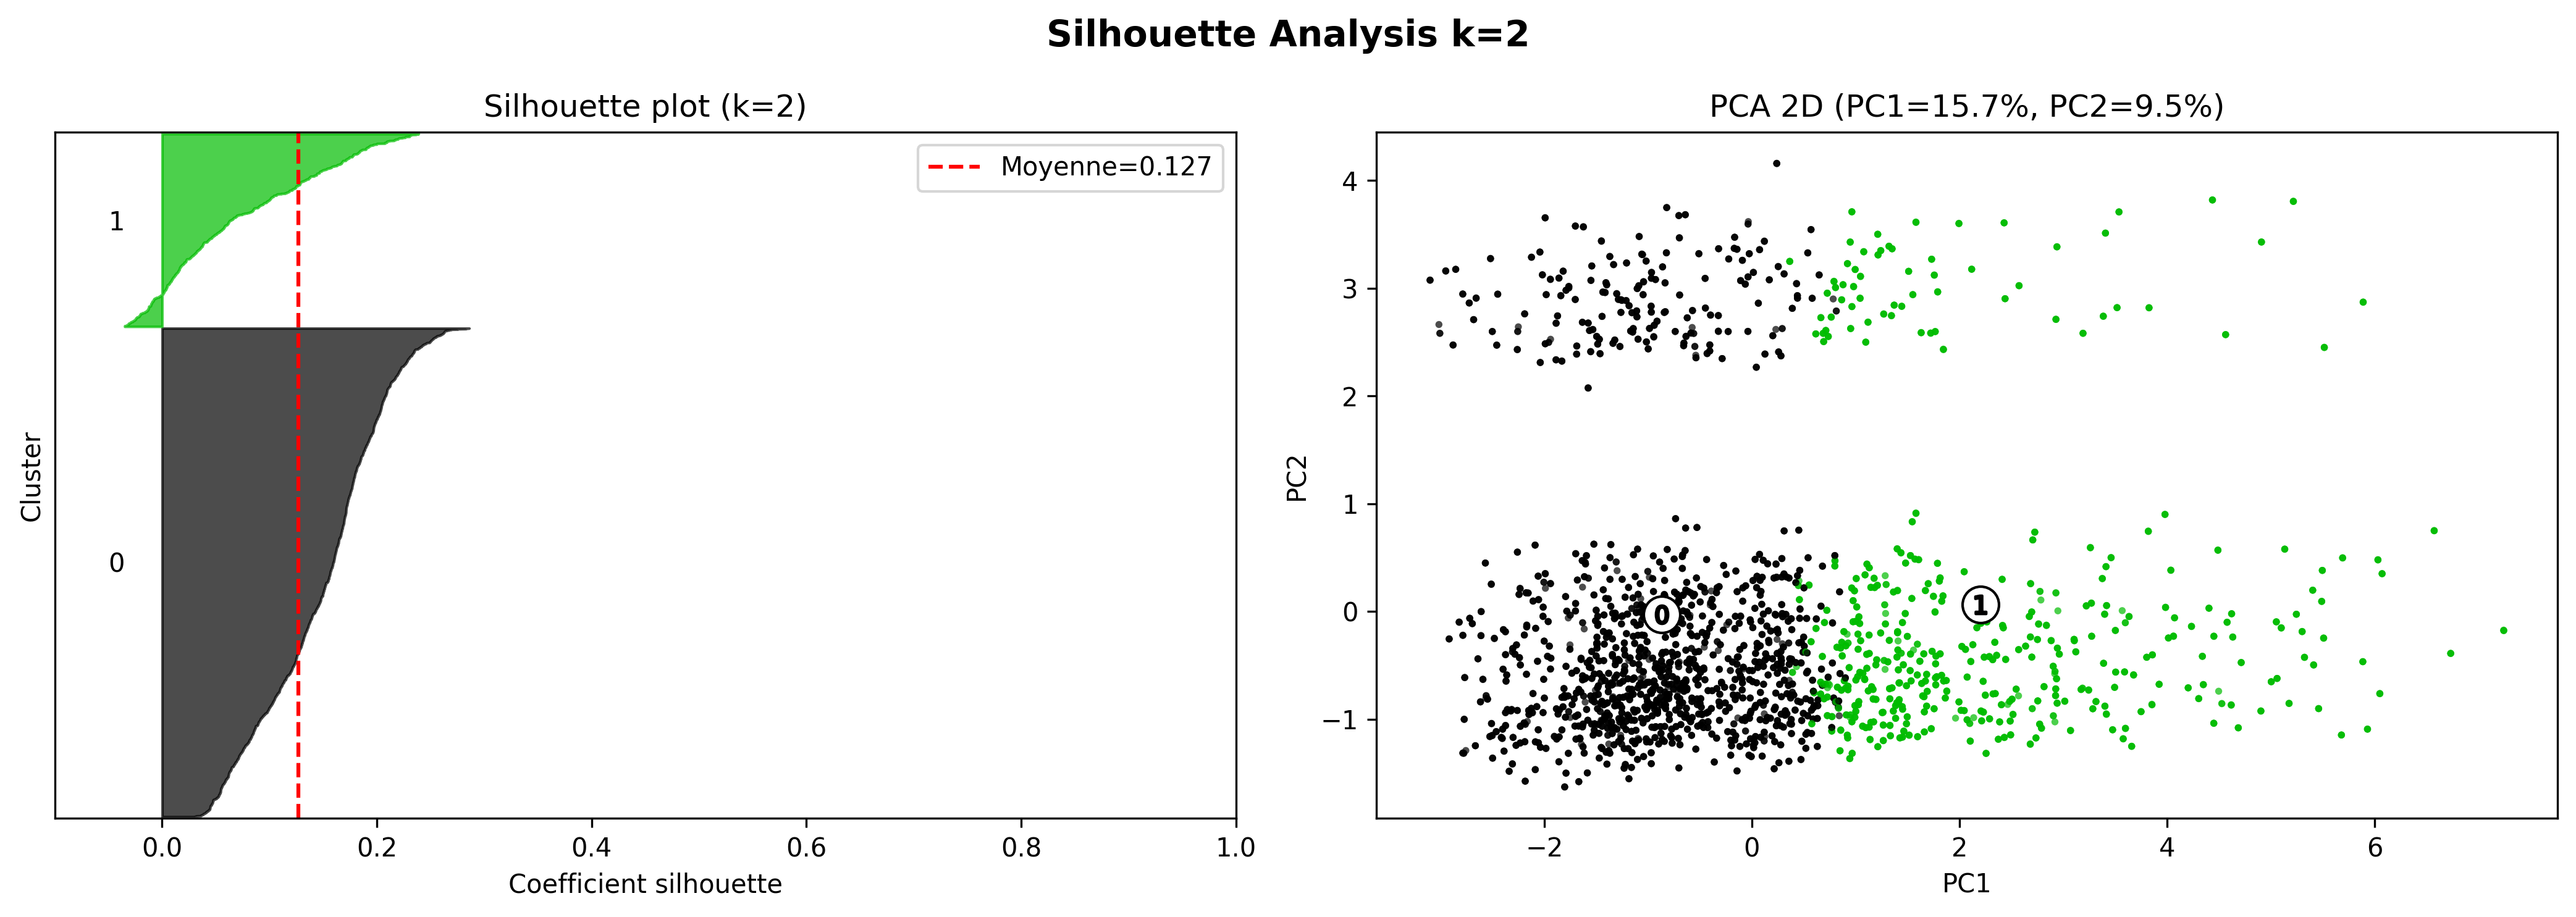 Silhouette Analysis k=2
Silhouette plot (k=2)
Moyenne=0.127
1
0
Cluster
0.0 0.2 0.4 0.6 0.8 1.0
Coefficient silhouette
PCA 2D (PC1=15.7%, PC2=9.5%)
4
3
2
1
0
−1
PC2
0
1
−2 0 2 4 6
PC1